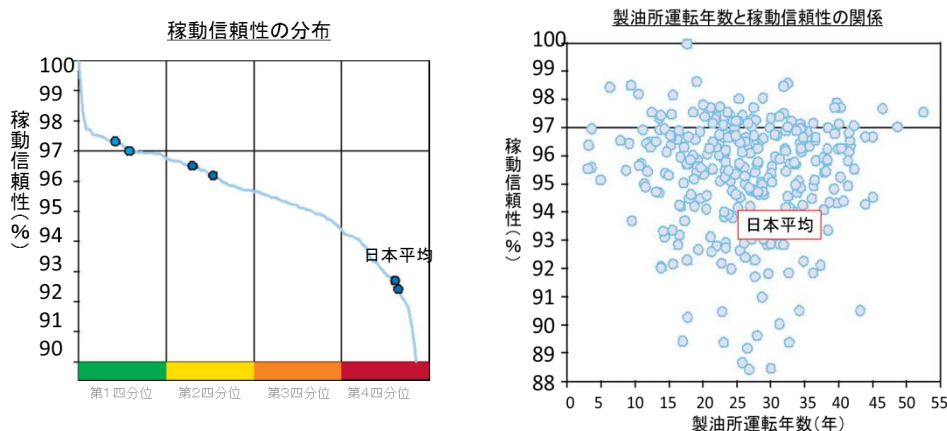 稼動信頼性の分布
稼動信頼性(%)
100
99
98
97
96
95
94
93
92
91
90
日本平均
第1四分位
第2四分位
第3四分位
第4四分位
製油所運転年数と稼動信頼性の関係
稼動信頼性(%)
100
99
98
97
96
95
94
93
92
91
90
89
88
日本平均
0 5 10 15 20 25 30 35 40 45 50 55
製油所運転年数(年)